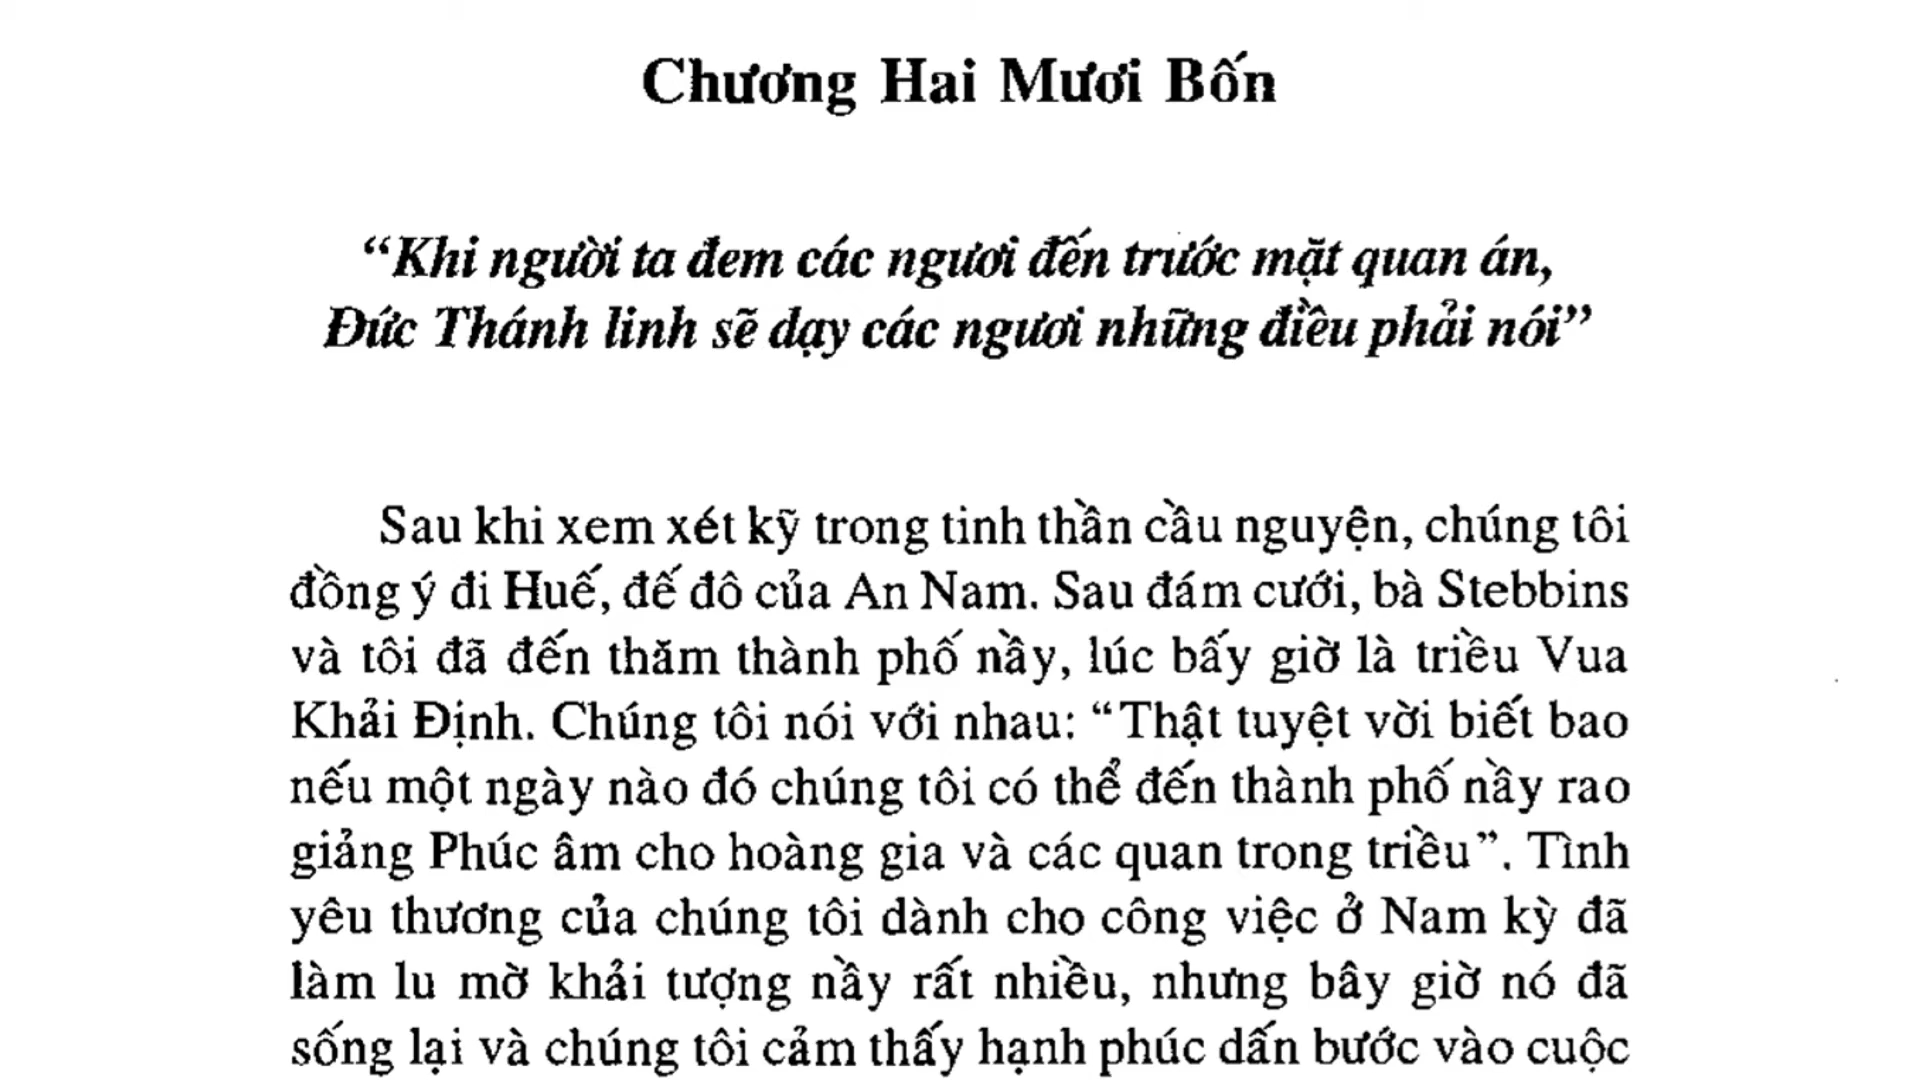 Chương Hai Mươi Bốn
“Khi người ta đem các ngươi đến trước mặt quan án,
Đức Thánh linh sẽ dạy các ngươi những điều phải nói”
Sau khi xem xét kỹ trong tinh thần cầu nguyện, chúng tôi
đồng ý đi Huế, đế đô của An Nam. Sau đám cưới, bà Stebbins
và tôi đã đến thăm thành phố nầy, lúc bấy giờ là triều Vua
Khải Định. Chúng tôi nói với nhau: “Thật tuyệt vời biết bao
nếu một ngày nào đó chúng tôi có thể đến thành phố nầy rao
giảng Phúc âm cho hoàng gia và các quan trong triều”. Tình
yêu thương của chúng tôi dành cho công việc ở Nam kỳ đã
làm lu mờ khải tượng nầy rất nhiều, nhưng bây giờ nó đã
sống lại và chúng tôi cảm thấy hạnh phúc dấn bước vào cuộc